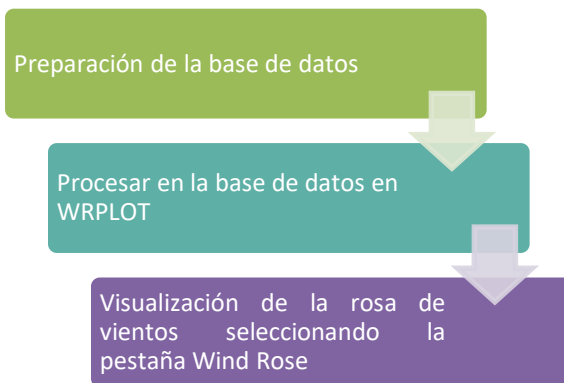 Preparación de la base de datos
Procesar en la base de datos en
WRPLOT
Visualización de la rosa de
vientos seleccionando la
pestaña Wind Rose